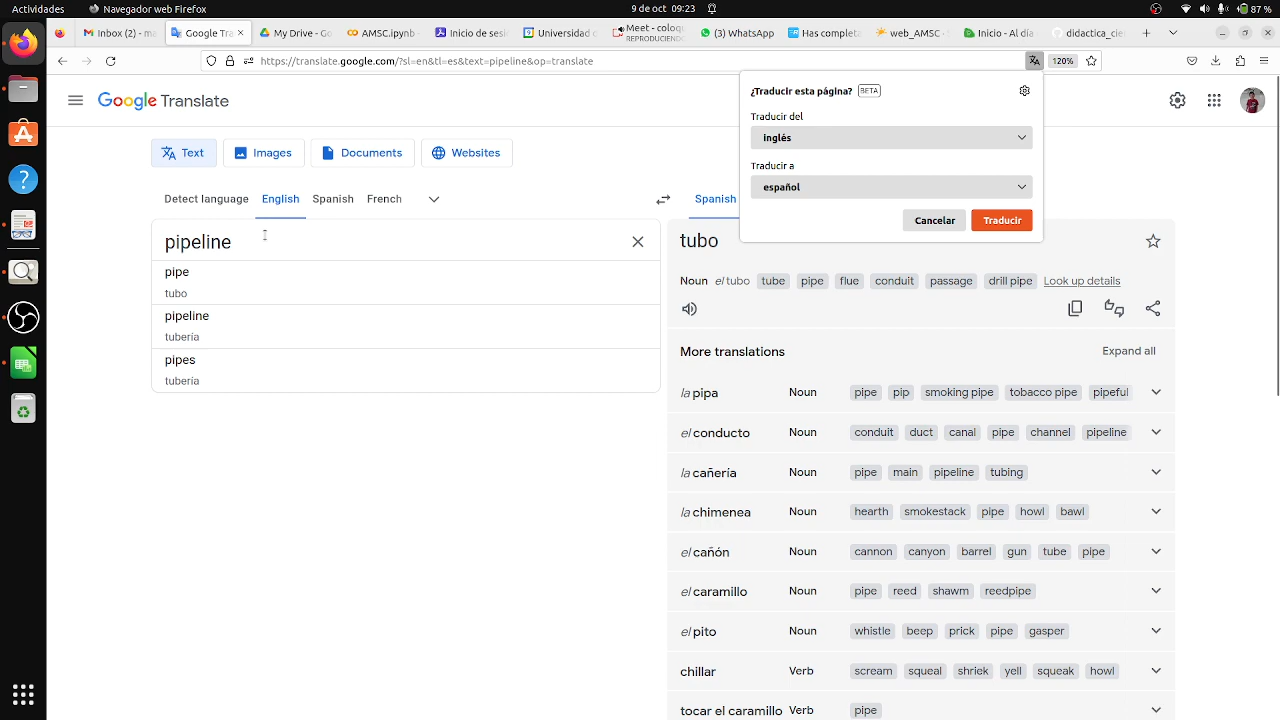 Actividades Navegador web Firefox 9 de oct 09:23 87 %
Inbox (2) - ma Google Tra My Drive - Go AMSC.ipynb - Inicio de sesi Universidad c Meet - coloq (3) WhatsApp Has complet web_AMSC - Inicio - Al día didactica_cie
REPRODUCIENDO
https://translate.google.com/?sl=en&tl=es&text=pipeline&op=translate 120%
Google Translate
¿Traducir esta página? BETA
Traducir del
inglés
Traducir a
español
Cancelar Traducir
Text Images Documents Websites
Detect language English Spanish French
Spanish
pipeline
pipe
tubo
pipeline
tubería
pipes
tubería
tubo
Noun el tubo tube pipe flue conduit passage drill pipe Look up details
More translations Expand all
la pipa Noun pipe pip smoking pipe tobacco pipe pipeful
el conducto Noun conduit duct canal pipe channel pipeline
la cañería Noun pipe main pipeline tubing
la chimenea Noun hearth smokestack pipe howl bawl
el cañón Noun cannon canyon barrel gun tube pipe
el caramillo Noun pipe reed shawm reedpipe
el pito Noun whistle beep prick pipe gasper
chillar Verb scream squeal shriek yell squeak howl
tocar el caramillo Verb pipe